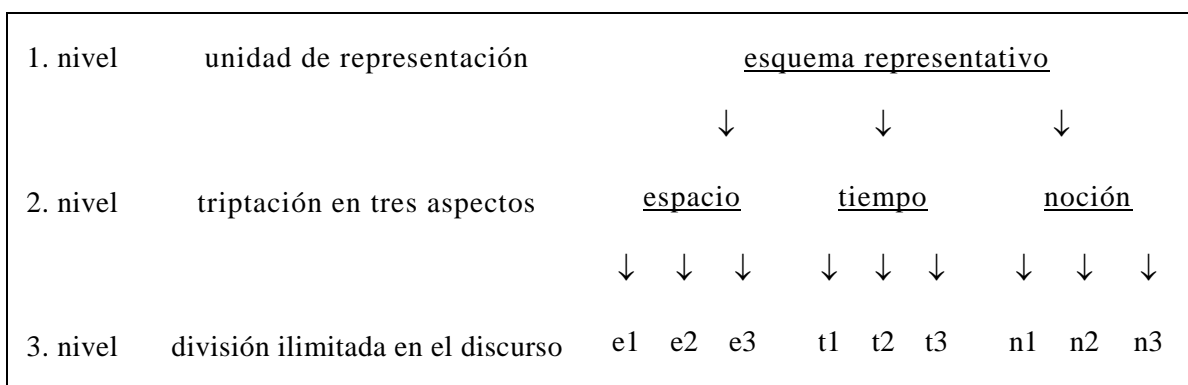 1. nivel unidad de representación esquema representativo
↓ ↓ ↓
2. nivel triptación en tres aspectos espacio tiempo noción
↓ ↓ ↓ ↓ ↓ ↓ ↓ ↓ ↓
3. nivel división ilimitada en el discurso e1 e2 e3 t1 t2 t3 n1 n2 n3